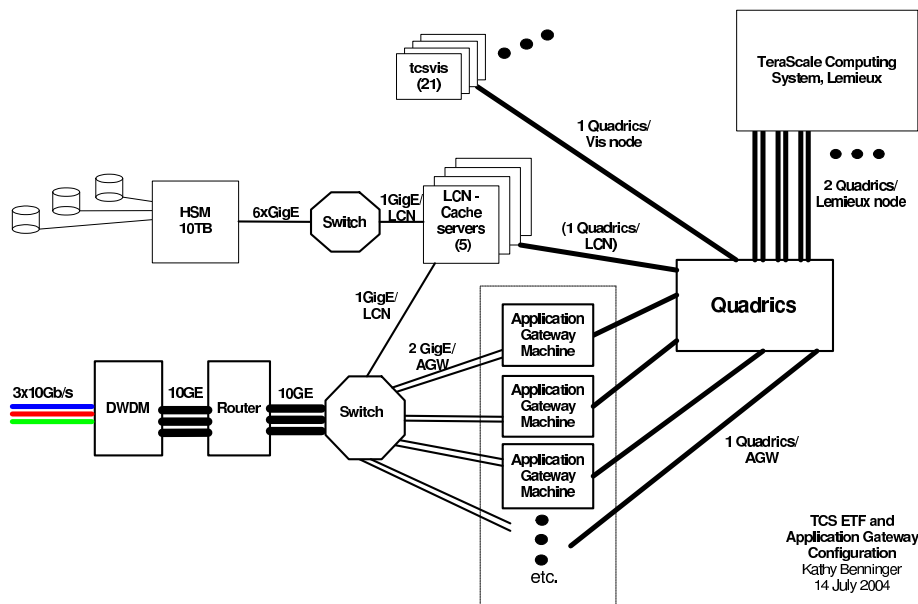 tcsvis
(21)
TeraScale Computing
System, Lemieux
1 Quadrics/
Vis node
2 Quadrics/
Lemieux node
HSM
10TB
6xGigE
Switch
1GigE/
LCN
LCN -
Cache
servers
(5)
(1 Quadrics/
LCN)
Quadrics
1GigE/
LCN
2 GigE/
AGW
Application
Gateway
Machine
3x10Gb/s
DWDM
10GE
Router
10GE
Switch
Application
Gateway
Machine
Application
Gateway
Machine
1 Quadrics/
AGW
etc.
TCS ETF and
Application Gateway
Configuration
Kathy Benninger
14 July 2004